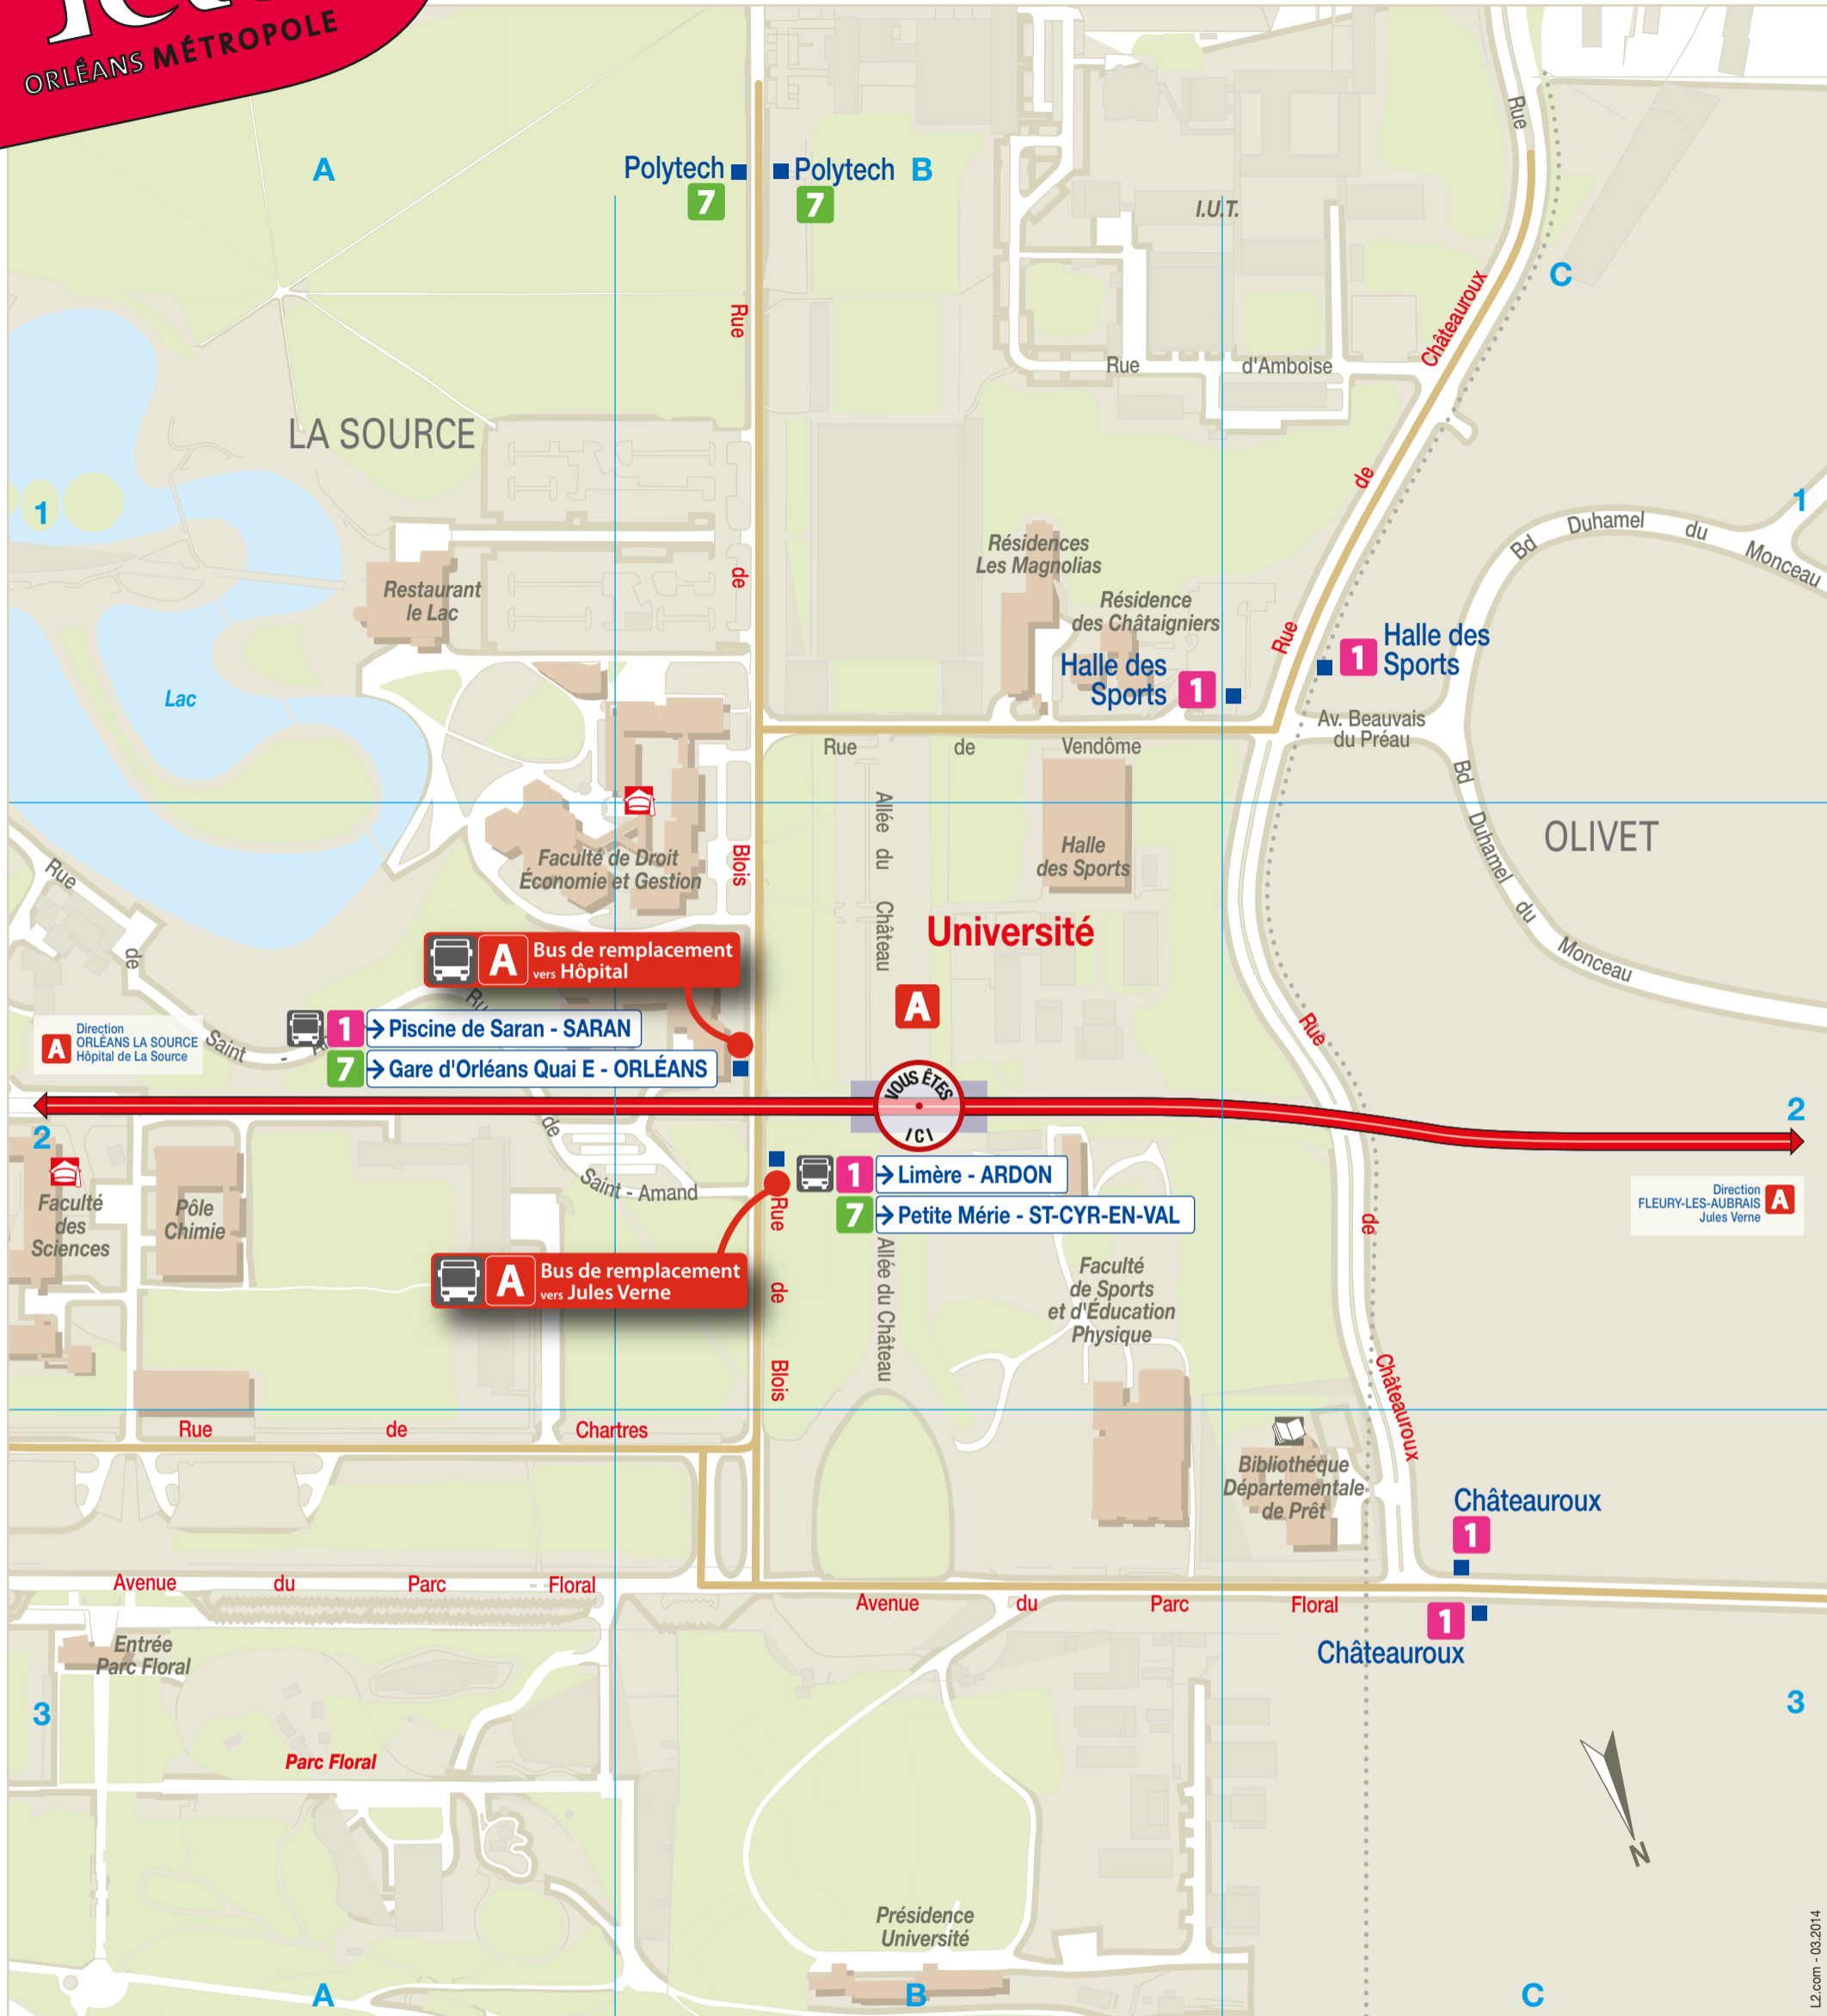 ORLÉANS MÉTROPOLE
A
Polytech
7
Polytech
7
B
I.U.T.
Rue
C
Châteauroux
de
Rue
Rue
de
Blois
Rue
d'Amboise
LA SOURCE
1
1
Bd
Duhamel
du
Monceau
Restaurant
le Lac
Résidences
Les Magnolias
Résidence
des Châtaigniers
Halle des
Sports
1
1
Halle des
Sports
Lac
Av. Beauvais
du Préau
Rue
de
Vendôme
Bd
Duhamel
du
Monceau
OLIVET
Allée
du
Château
Halle
des Sports
Faculté de Droit
Économie et Gestion
Rue
de
Saint
-
Université
A
A
Bus de remplacement
vers Hôpital
1
Piscine de Saran - SARAN
7
Gare d'Orléans Quai E - ORLÉANS
A
Direction
ORLÉANS LA SOURCE
Hôpital de La Source
Rue
VOUS ÊTES
ICI
2
2
de
Saint - Amand
1
Limère - ARDON
7
Petite Mérie - ST-CYR-EN-VAL
Direction
FLEURY-LES-AUBRAIS
Jules Verne
A
Faculté
des
Sciences
Pôle
Chimie
A
Bus de remplacement
vers Jules Verne
Rue
de
Blois
Allée du Château
Faculté
de Sports
et d'Éducation
Physique
de
Châteauroux
Rue
de
Chartres
Bibliothéque
Départementale
de Prêt
Châteauroux
1
Avenue
du
Parc
Floral
Avenue
du
Parc
Floral
1
Châteauroux
Entrée
Parc Floral
3
3
Parc Floral
N
Présidence
Université
A
B
C
L2.com - 03.2014